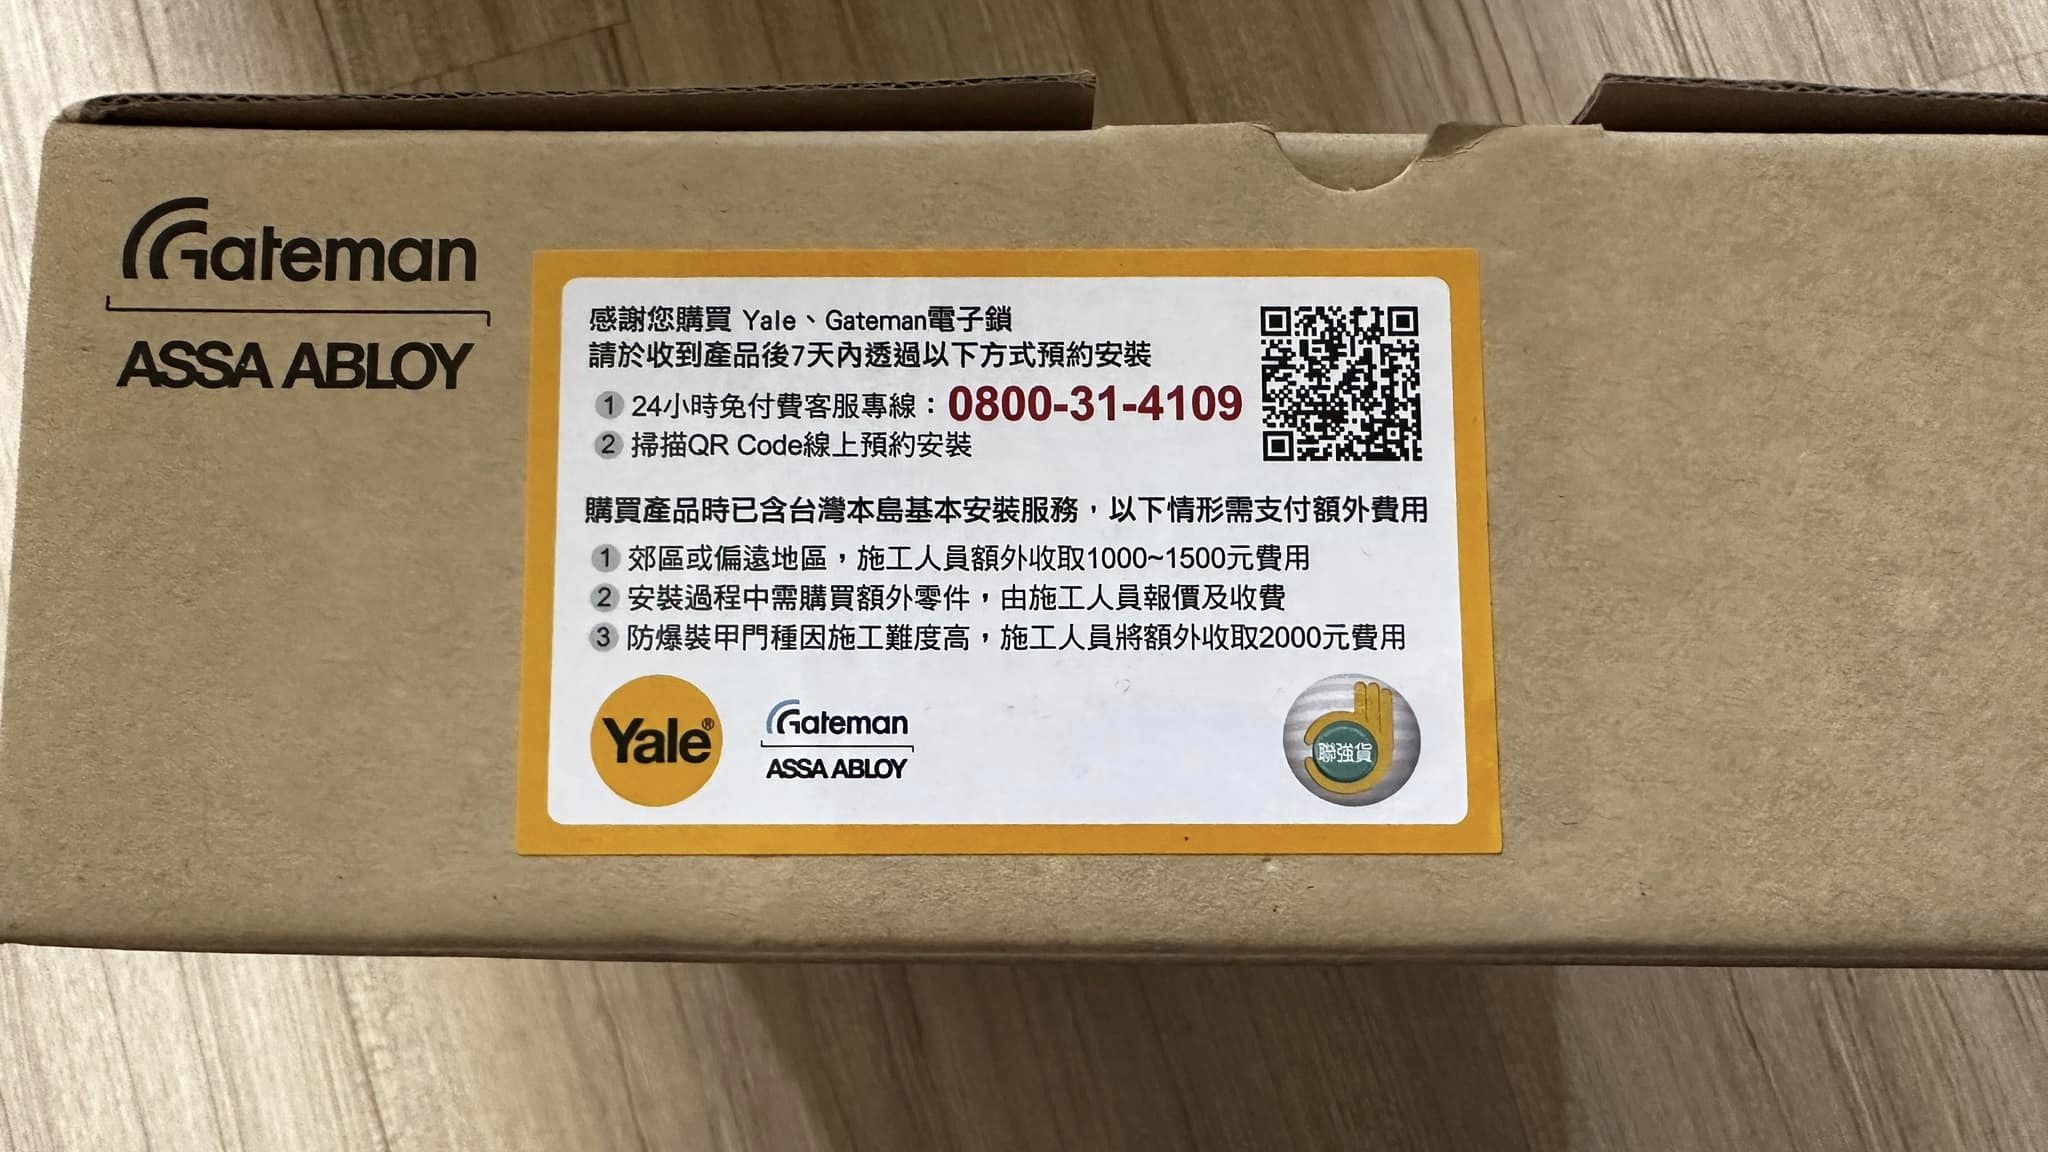 Gateman
ASSA ABLOY
感謝您購買 Yale、Gateman電子鎖
請於收到產品後7天內透過以下方式預約安裝
1 24小時免付費客服專線：0800-31-4109
2 掃描QR Code線上預約安裝
購買產品時已含台灣本島基本安裝服務，以下情形需支付額外費用
1 郊區或偏遠地區，施工人員額外收取1000~1500元費用
2 安裝過程中需購買額外零件，由施工人員報價及收費
3 防爆裝甲門種因施工難度高，施工人員將額外收取2000元費用
Yale®
Gateman
ASSA ABLOY
聯強貨